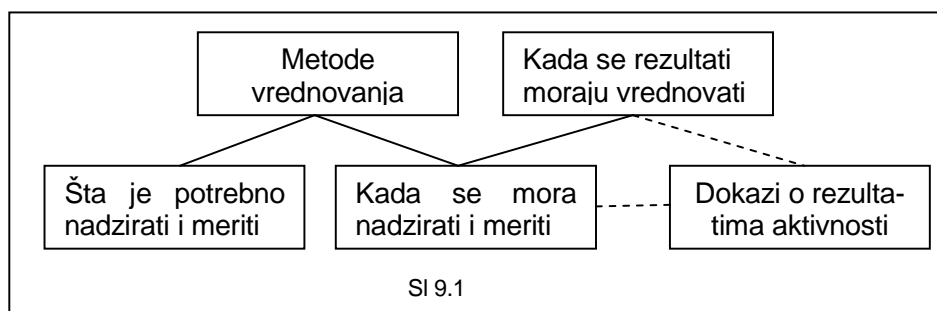 Metode
vrednovanja
Kada se rezultati
moraju vrednovati
Šta je potrebno
nadzirati i meriti
Kada se mora
nadzirati i meriti
Dokazi o rezulta-
tima aktivnosti
Sl 9.1